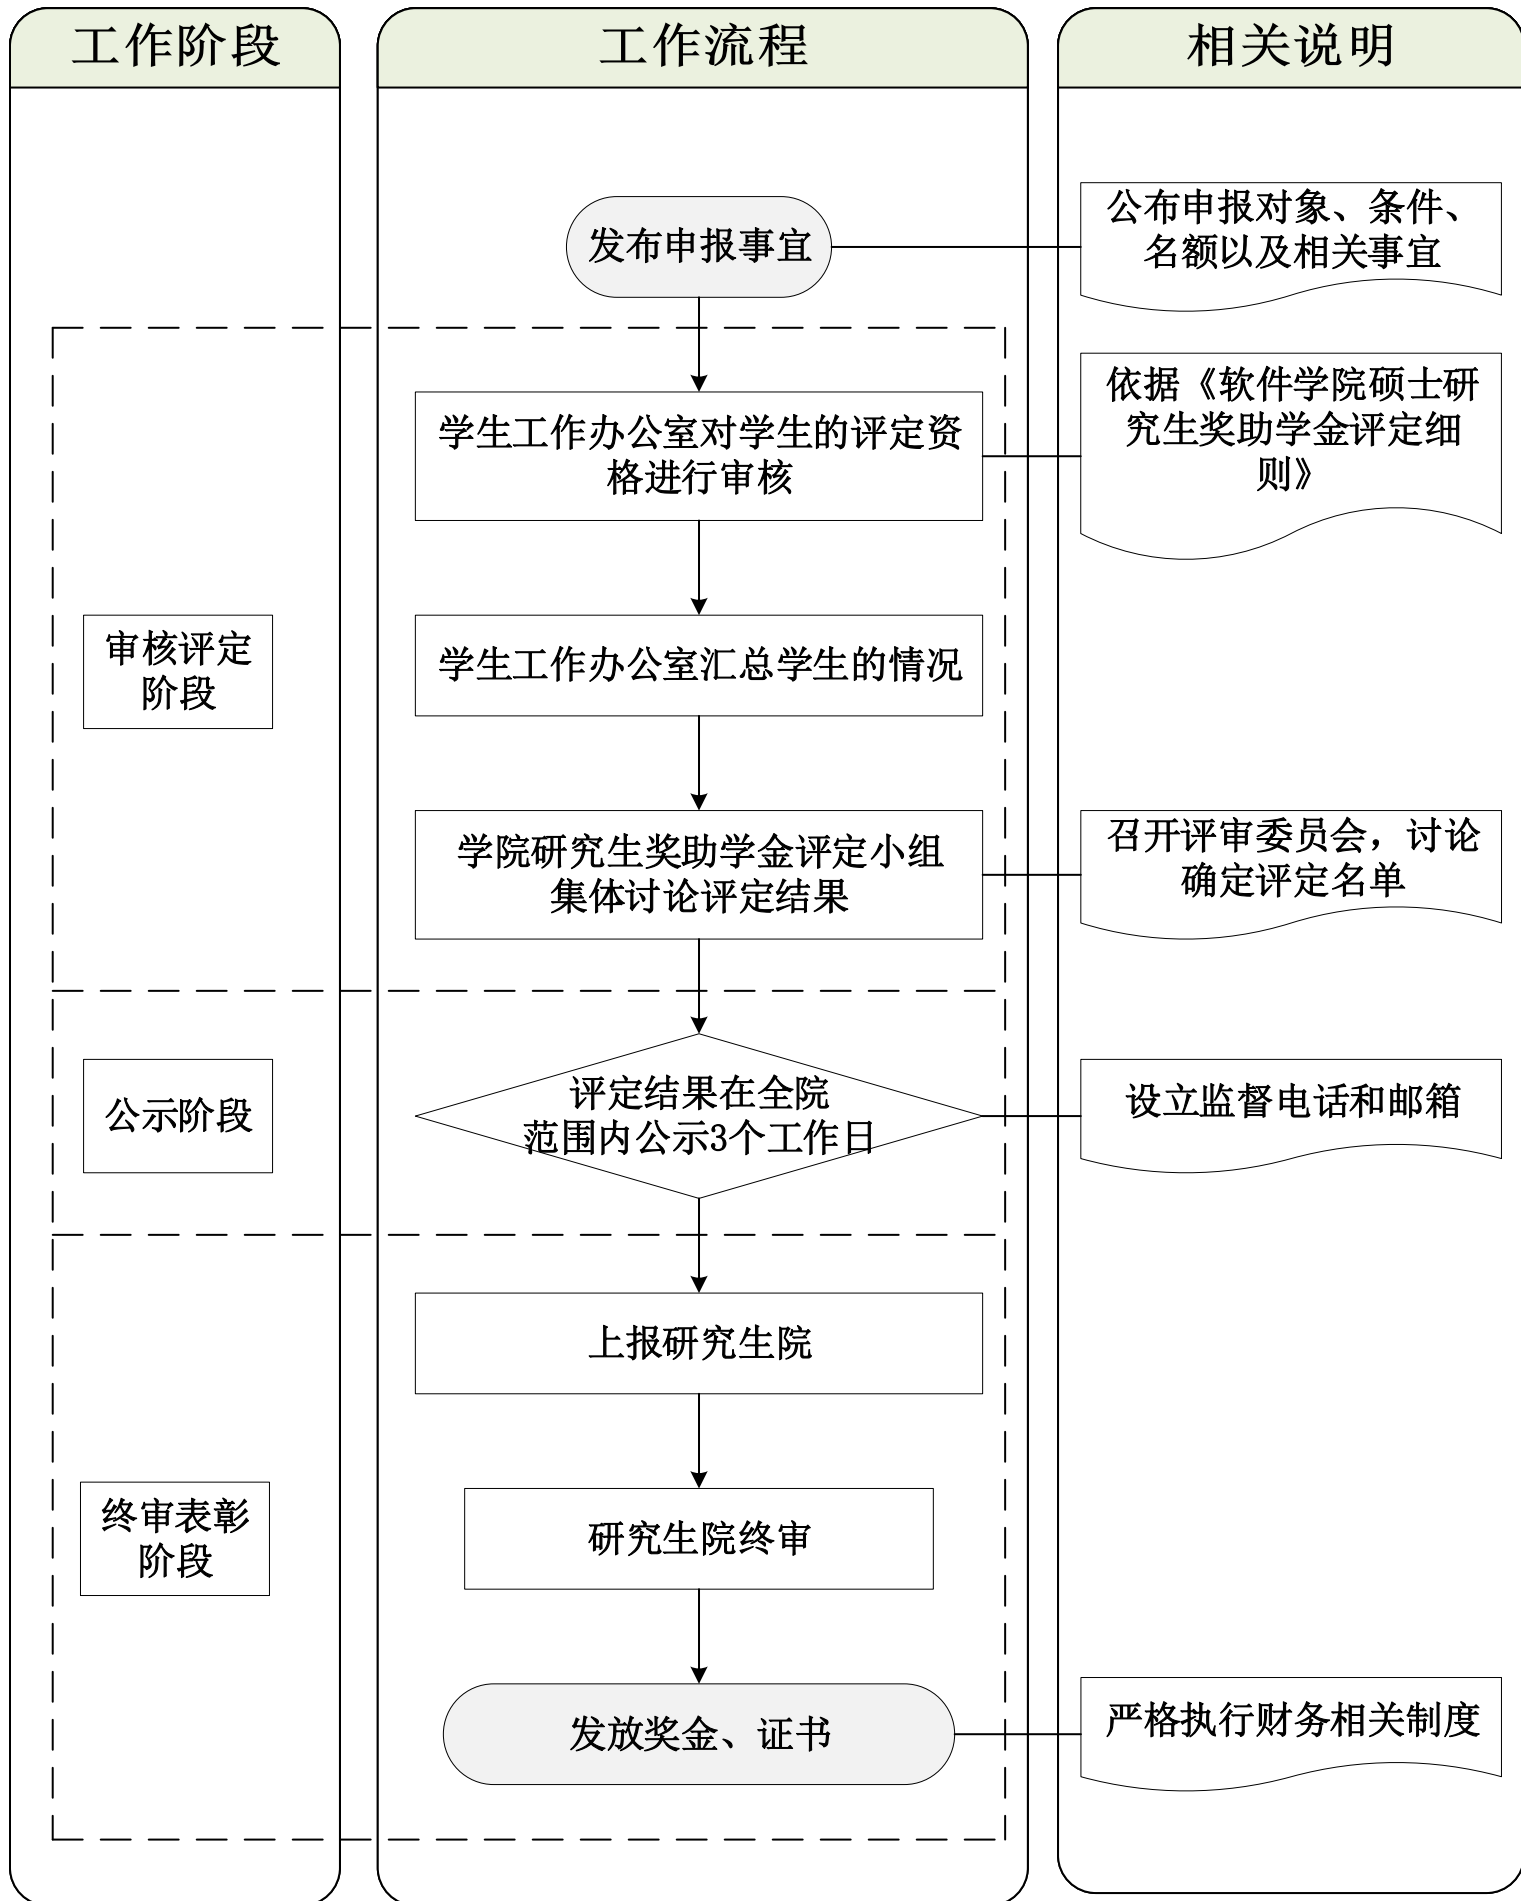 工作阶段
工作流程
相关说明
发布申报事宜
公布申报对象、条件、
名额以及相关事宜
学生工作办公室对学生的评定资
格进行审核
依据《软件学院硕士研
究生奖助学金评定细
则》
审核评定
阶段
学生工作办公室汇总学生的情况
学院研究生奖助学金评定小组
集体讨论评定结果
召开评审委员会，讨论
确定评定名单
公示阶段
评定结果在全院
范围内公示3个工作日
设立监督电话和邮箱
上报研究生院
终审表彰
阶段
研究生院终审
发放奖金、证书
严格执行财务相关制度